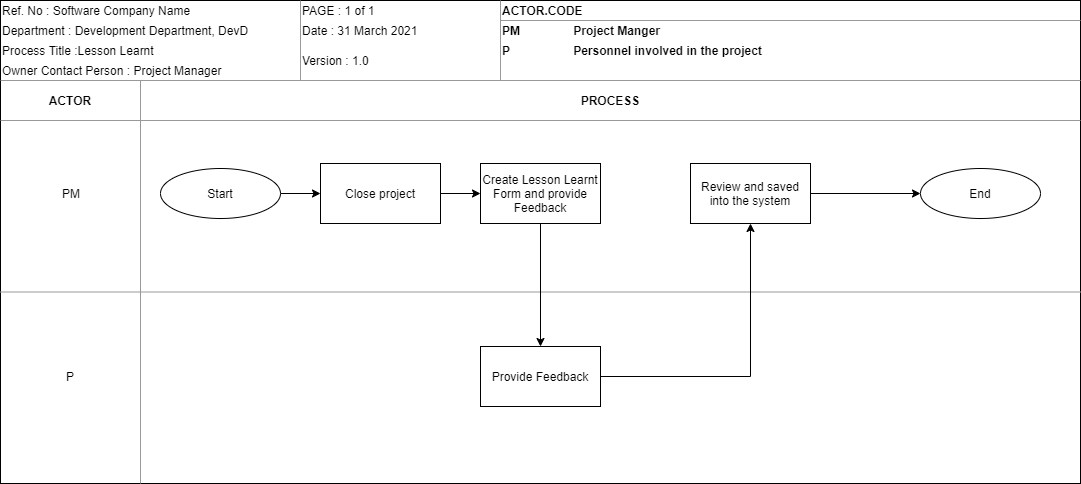 Ref. No : Software Company Name
PAGE : 1 of 1
ACTOR.CODE
Department : Development Department, DevD
Date : 31 March 2021
PM Project Manger
Process Title :Lesson Learnt
P Personnel involved in the project
Version : 1.0
Owner Contact Person : Project Manager
ACTOR
PROCESS
PM
Start
Close project
Create Lesson Learnt
Form and provide
Feedback
Review and saved
into the system
End
P
Provide Feedback